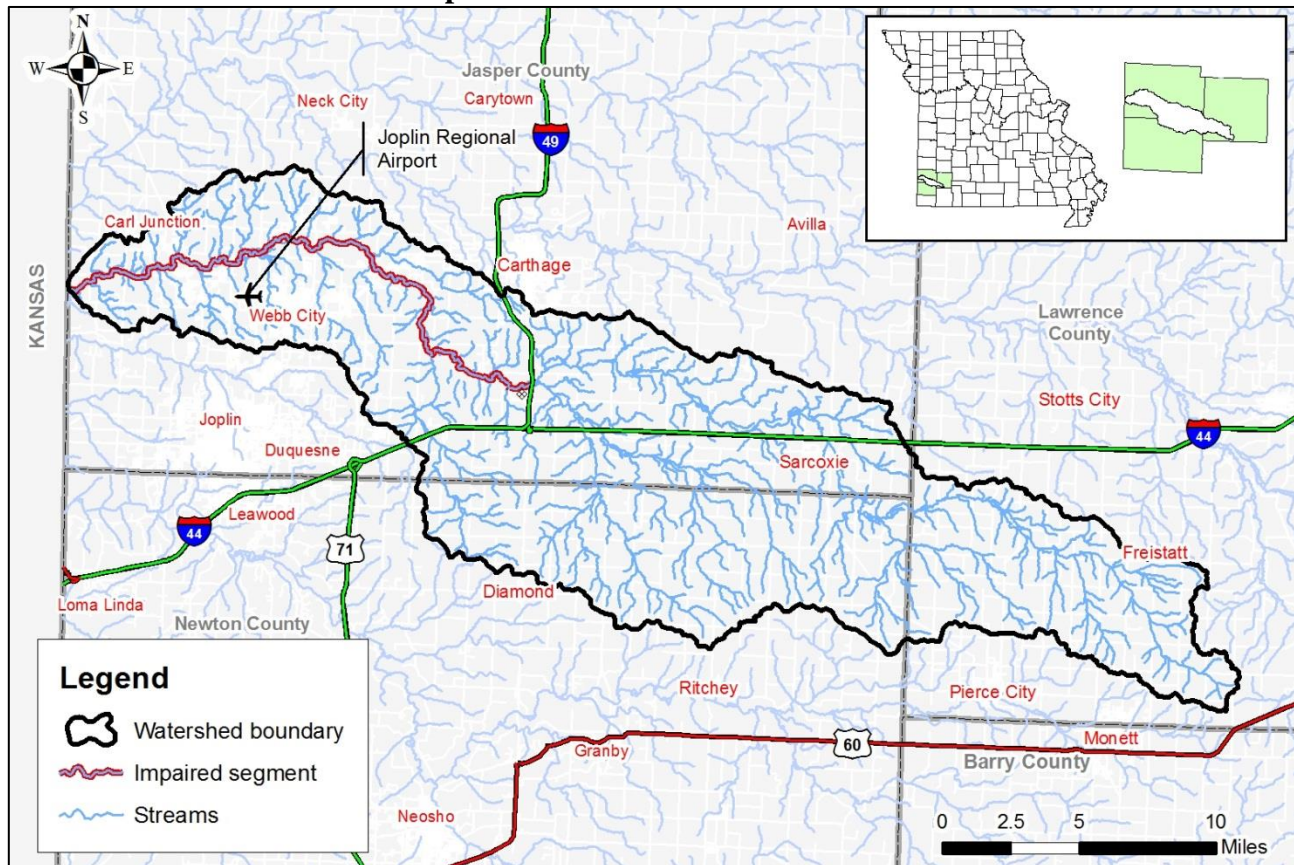 N
W E
S
Jasper County
Neck City
Carytown
Joplin Regional
Airport
49
Avilla
Carl Junction
Carthage
KANSAS
Webb City
Lawrence
County
Stotts City
Joplin
Duquesne
Sarcoxie
44
Leawood
44
71
Freistatt
Loma Linda
Diamond
Newton County
Legend
Watershed boundary
Impaired segment
Streams
Ritchey
Pierce City
60
Monett
Granby
Barry County
Neosho
0 2.5 5 10
Miles